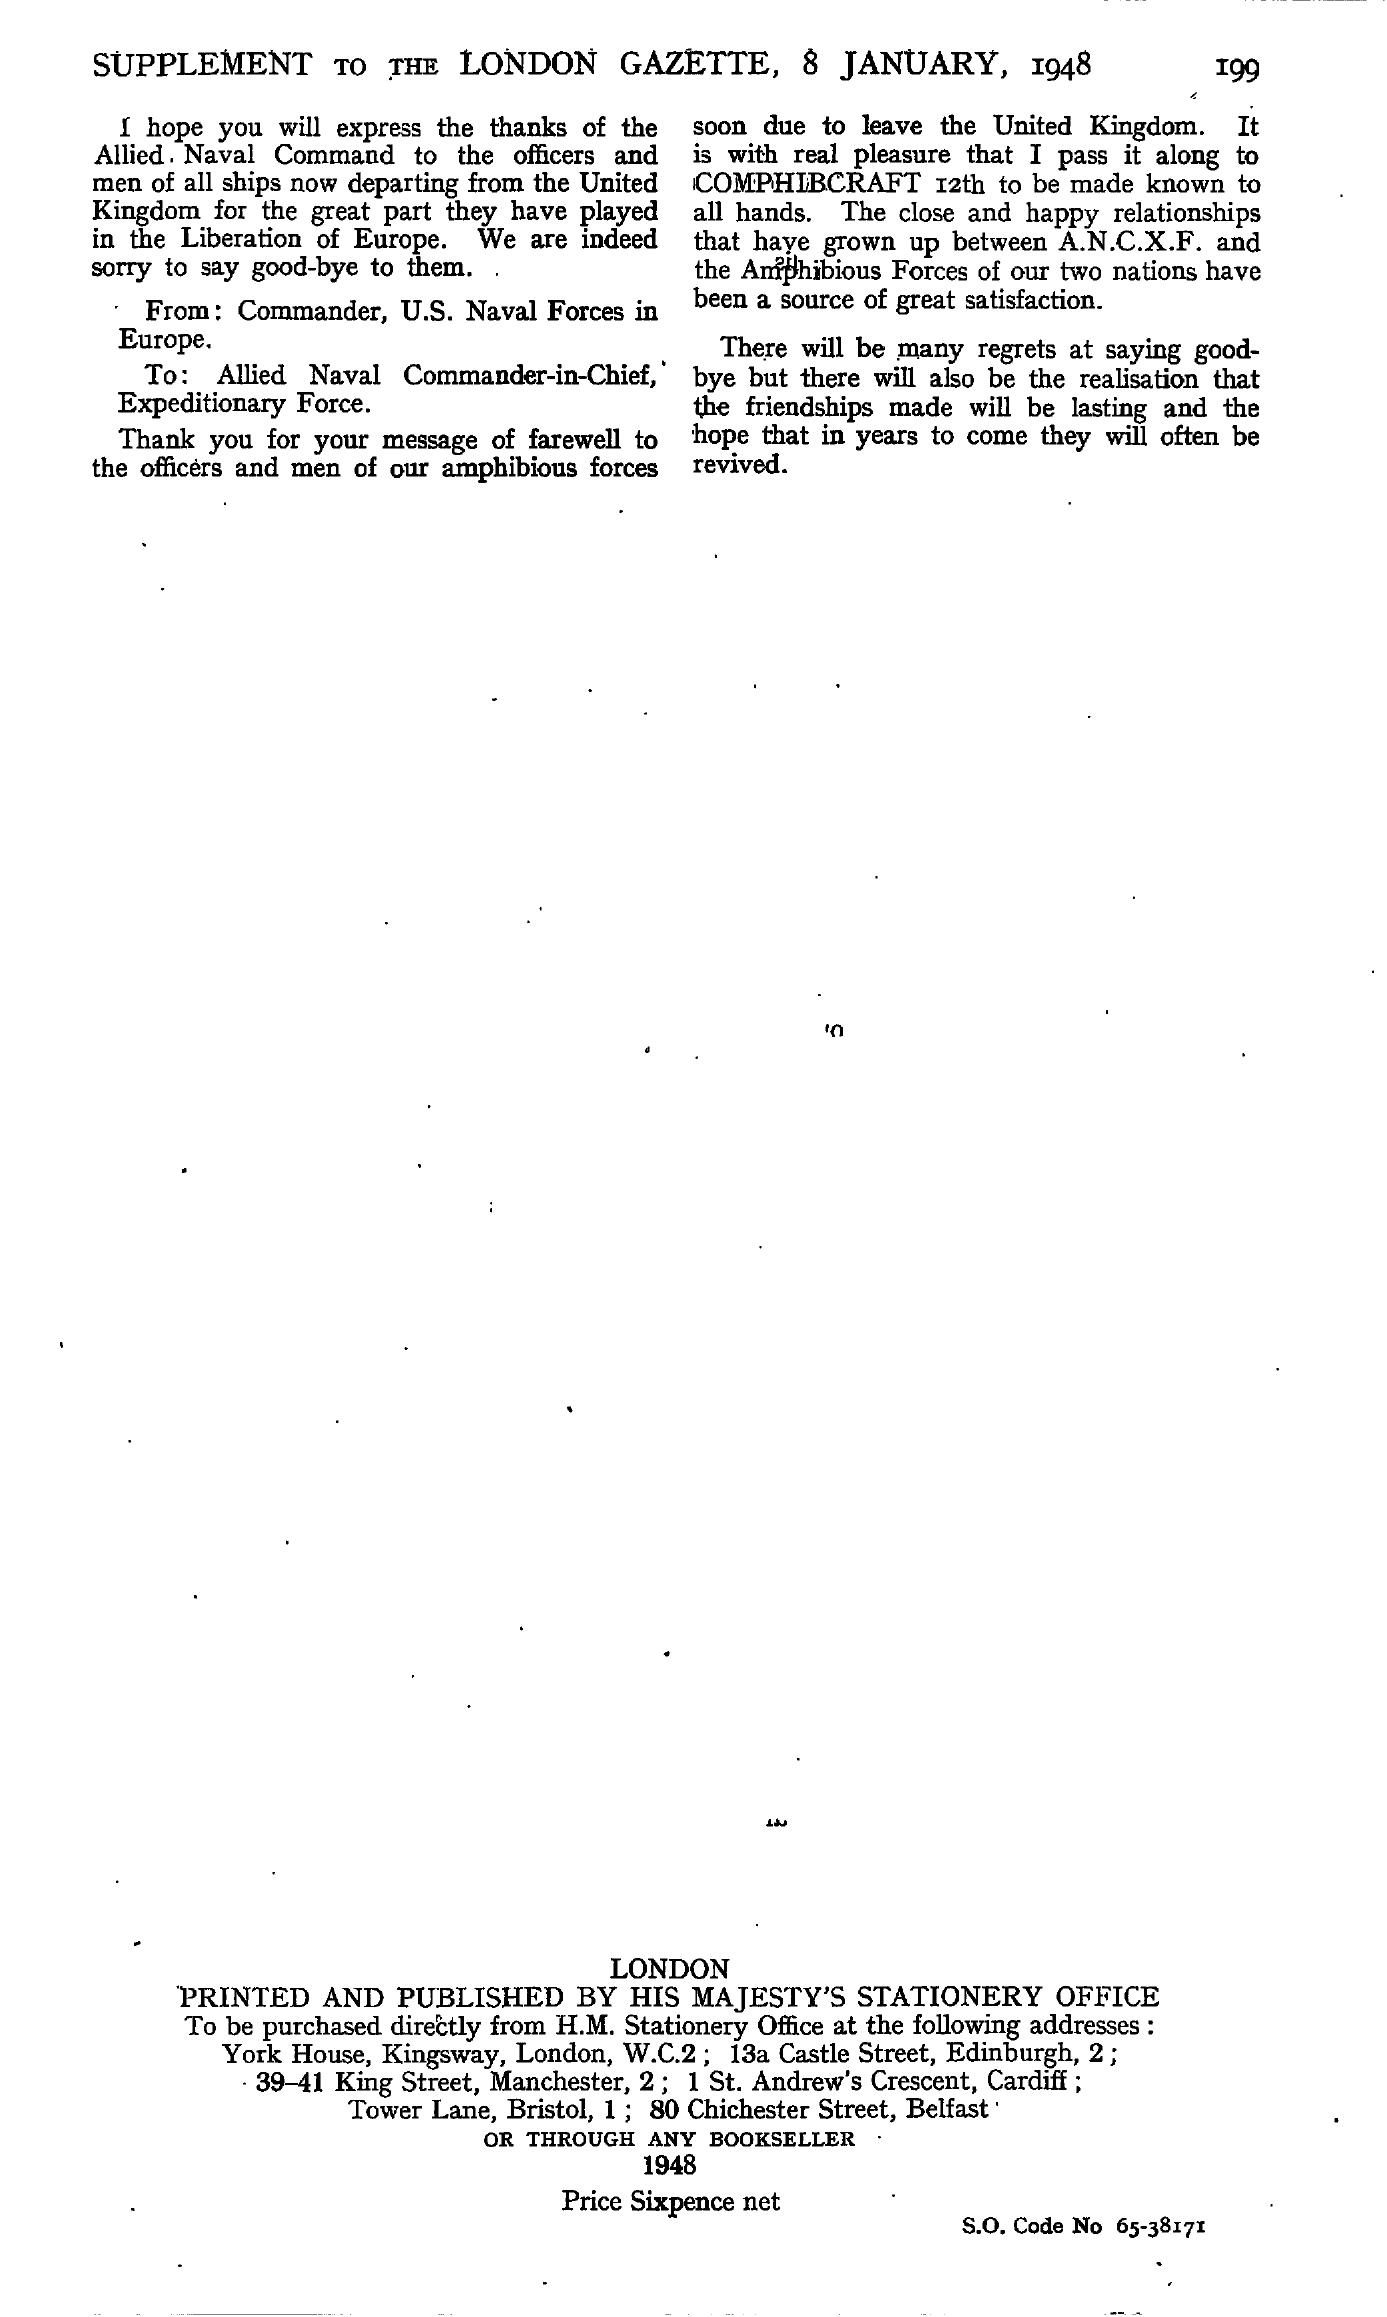 SUPPLEMENT TO THE LONDON GAZETTE, 8 JANUARY, 1948 199
I hope you will express the thanks of the
Allied Naval Command to the officers and
men of all ships now departing from the United
Kingdom for the great part they have played
in the Liberation of Europe. We are indeed
sorry to say good-bye to them.
From: Commander, U.S. Naval Forces in
Europe.
To: Allied Naval Commander-in-Chief,
Expeditionary Force.
Thank you for your message of farewell to
the officers and men of our amphibious forces
soon due to leave the United Kingdom. It
is with real pleasure that I pass it along to
COMPHIBCRAFT 12th to be made known to
all hands. The close and happy relationships
that have grown up between A.N.C.X.F. and
the Amphibious Forces of our two nations have
been a source of great satisfaction.
There will be many regrets at saying good-
bye but there will also be the realisation that
the friendships made will be lasting and the
hope that in years to come they will often be
revived.
LONDON
PRINTED AND PUBLISHED BY HIS MAJESTY'S STATIONERY OFFICE
To be purchased directly from H.M. Stationery Office at the following addresses :
York House, Kingsway, London, W.C.2 ; 13a Castle Street, Edinburgh, 2 ;
39–41 King Street, Manchester, 2 ; 1 St. Andrew's Crescent, Cardiff ;
Tower Lane, Bristol, 1 ; 80 Chichester Street, Belfast
OR THROUGH ANY BOOKSELLER
1948
Price Sixpence net
S.O. Code No 65-38171